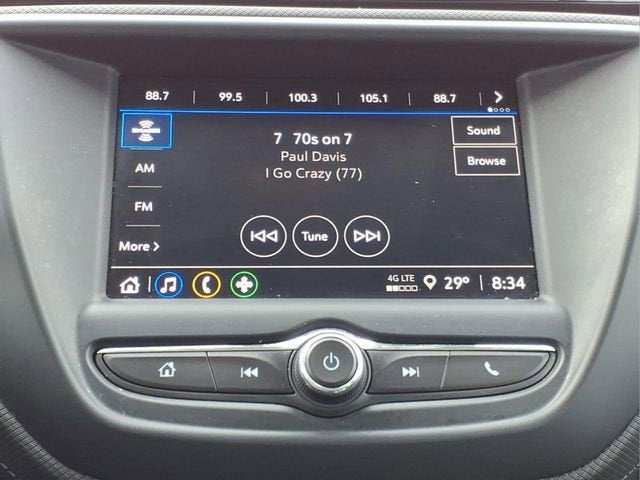 88.7 99.5 100.3 105.1 88.7
SiriusXM
7 70s on 7
Sound
Paul Davis
Browse
AM
I Go Crazy (77)
FM
Tune
More
4G LTE
29° 8:34